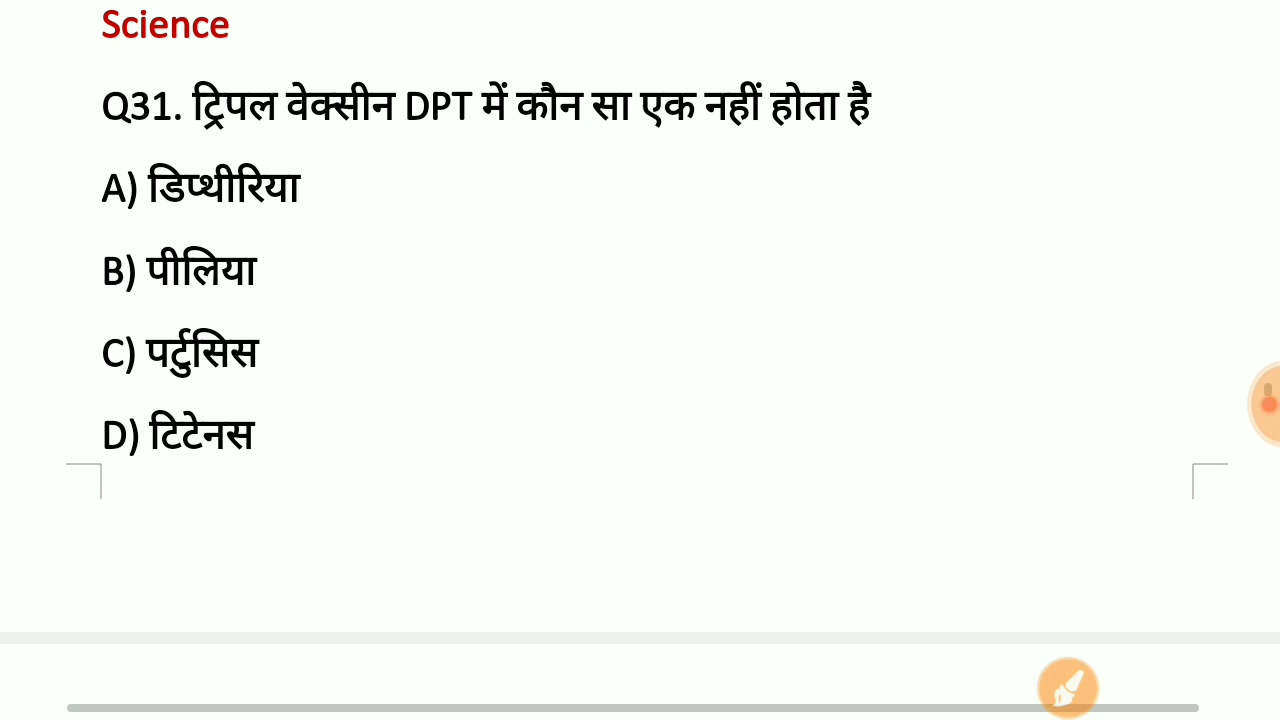 Science
Q31. ट्रिपल वेक्सीन DPT में कौन सा एक नहीं होता है
A) डिप्थीरिया
B) पीलिया
C) पर्टुसिस
D) टिटेनस